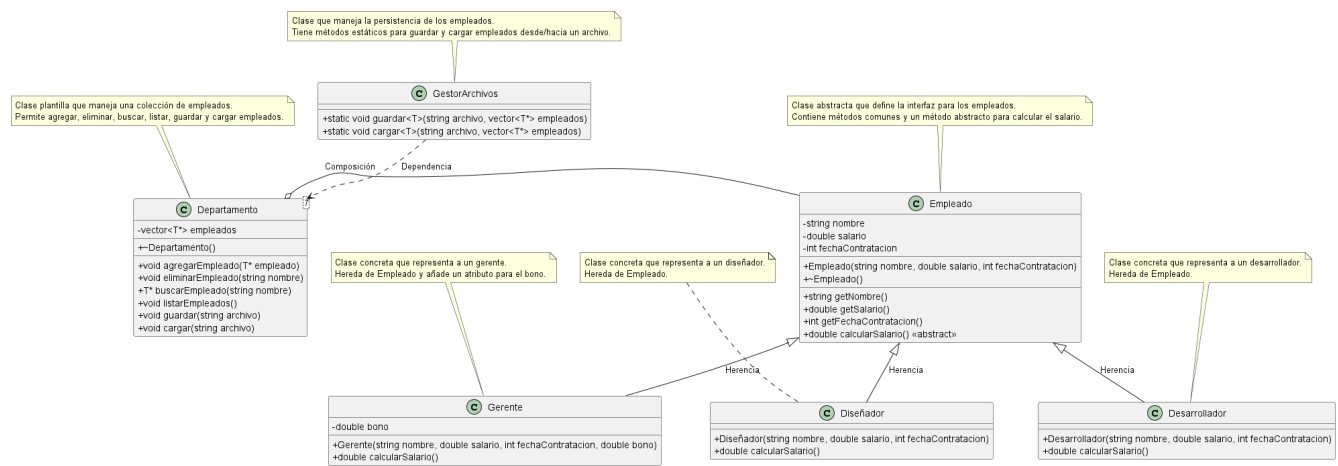 Clase que maneja la persistencia de los empleados.
Tiene métodos estáticos para guardar y cargar empleados desde/hacia un archivo.
C GestorArchivos
+static void guardar<T>(string archivo, vector<T*> empleados)
+static void cargar<T>(string archivo, vector<T*> empleados)
Clase plantilla que maneja una colección de empleados.
Permite agregar, eliminar, buscar, listar, guardar y cargar empleados.
Clase abstracta que define la interfaz para los empleados.
Contiene métodos comunes y un método abstracto para calcular el salario.
Composición
Dependencia
C Departamento
T
-vector<T*> empleados
+~Departamento()
+void agregarEmpleado(T* empleado)
+void eliminarEmpleado(string nombre)
+T* buscarEmpleado(string nombre)
+void listarEmpleados()
+void guardar(string archivo)
+void cargar(string archivo)
C Empleado
-string nombre
-double salario
-int fechaContratacion
+Empleado(string nombre, double salario, int fechaContratacion)
+~Empleado()
+string getNombre()
+double getSalario()
+int getFechaContratacion()
+double calcularSalario() «abstract»
Clase concreta que representa a un gerente.
Hereda de Empleado y añade un atributo para el bono.
Clase concreta que representa a un diseñador.
Hereda de Empleado.
Clase concreta que representa a un desarrollador.
Hereda de Empleado.
Herencia
Herencia
Herencia
C Gerente
-double bono
+Gerente(string nombre, double salario, int fechaContratacion, double bono)
+double calcularSalario()
C Diseñador
+Diseñador(string nombre, double salario, int fechaContratacion)
+double calcularSalario()
C Desarrollador
+Desarrollador(string nombre, double salario, int fechaContratacion)
+double calcularSalario()